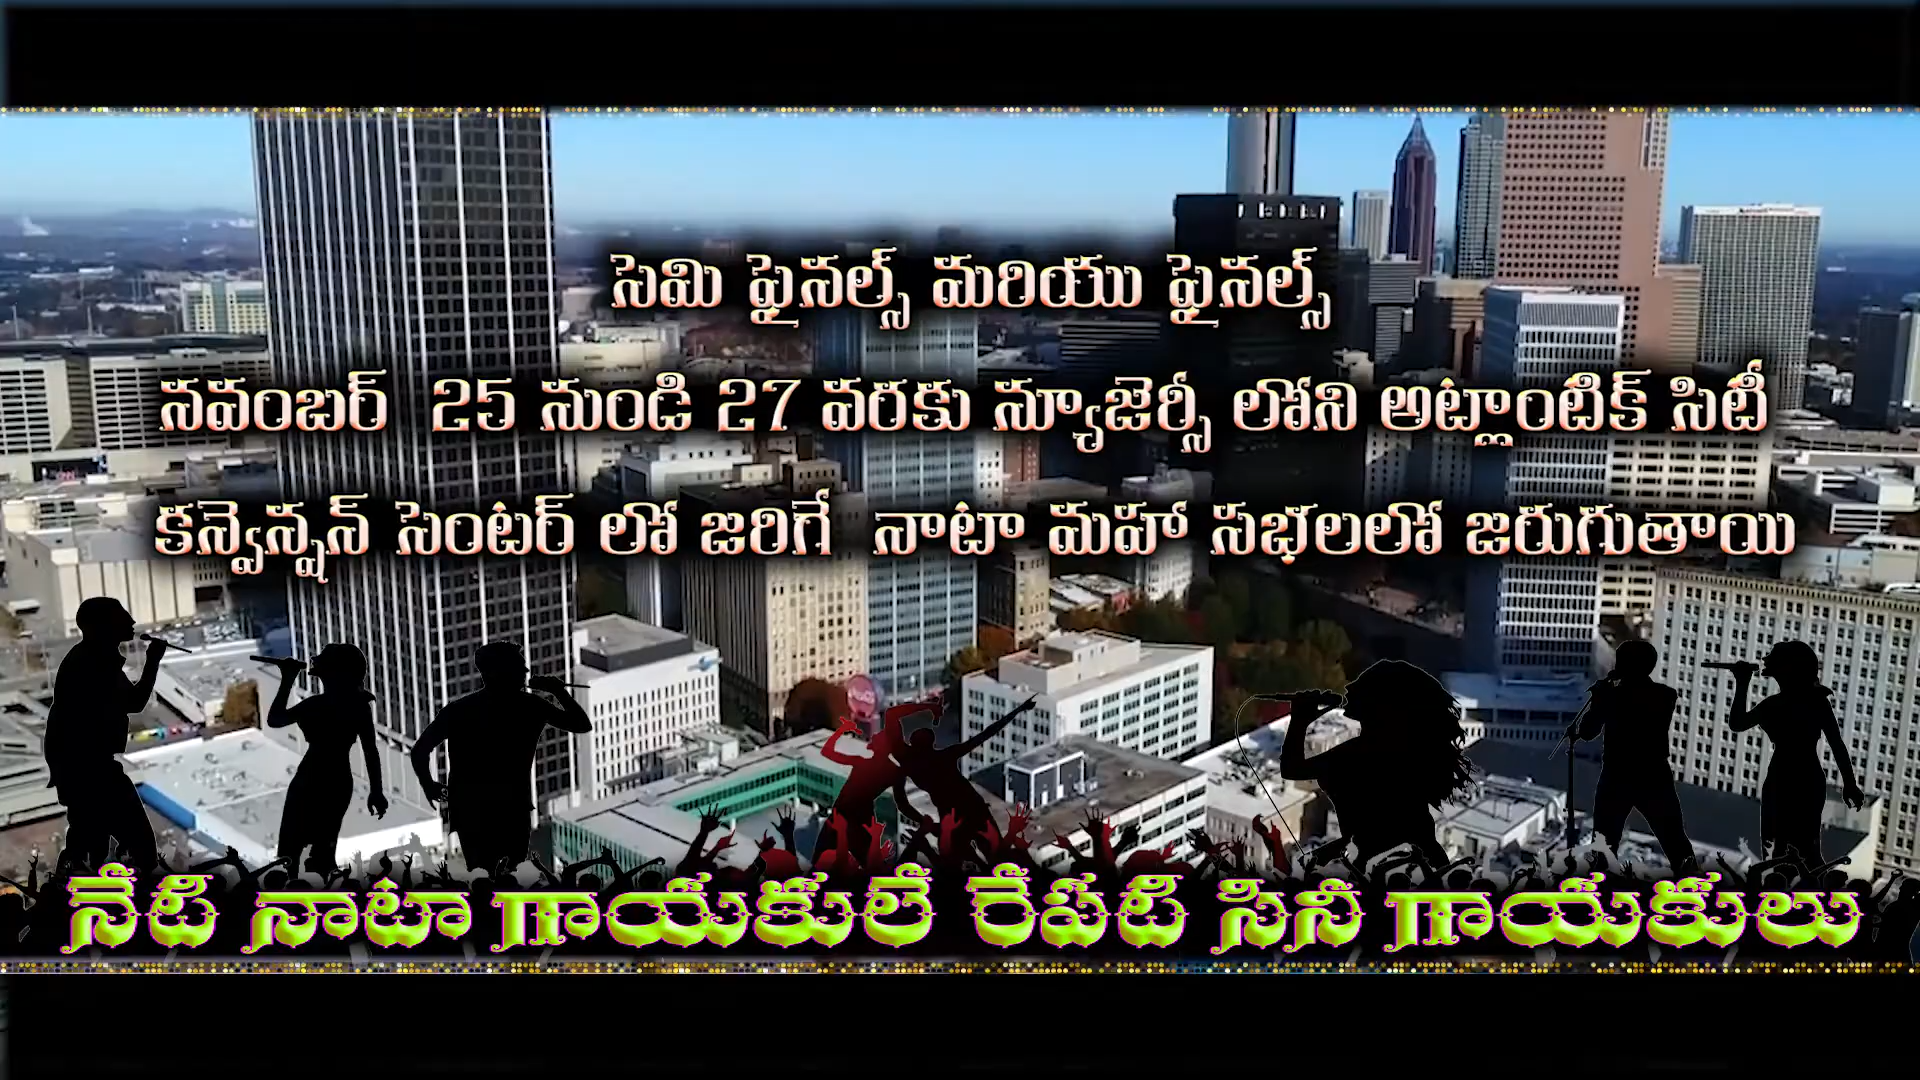 సెమి ఫైనల్స్ మరియు ఫైనల్స్
నవంబర్ 25 నుండి 27 వరకు న్యూజెర్సీ లోని అట్లాంటిక్ సిటీ
కన్వెన్షన్ సెంటర్ లో జరిగే నాటా మహా సభలలో జరుగుతాయి
నేటి నాటా గాయకులే రేపటి సినీ గాయకులు